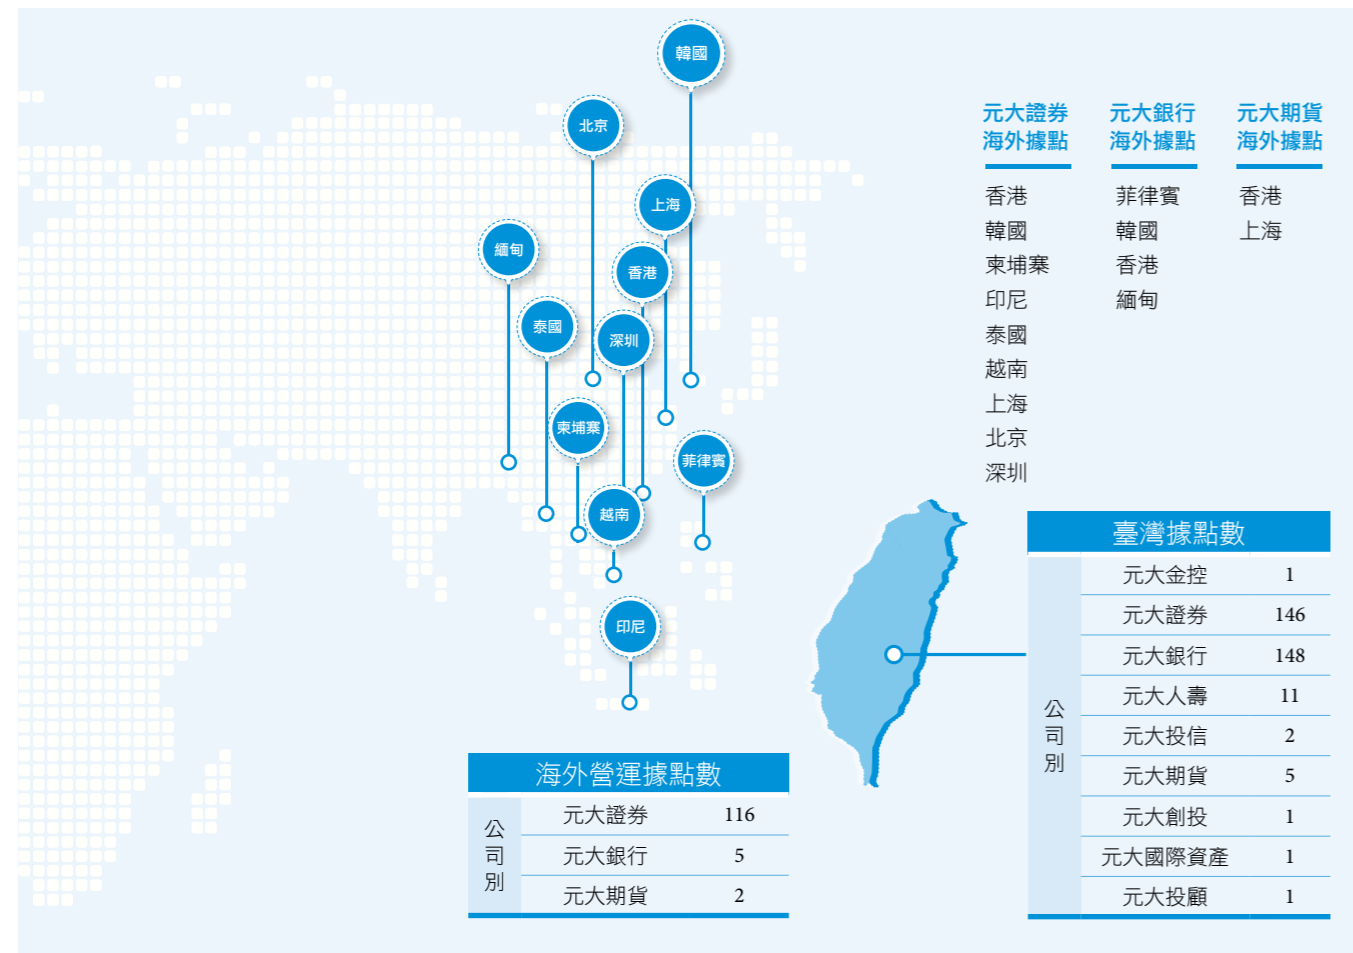 韓國
北京
上海
緬甸
香港
泰國
深圳
柬埔寨
菲律賓
越南
印尼
元大證券
海外據點
香港
韓國
柬埔寨
印尼
泰國
越南
上海
北京
深圳
元大銀行
海外據點
菲律賓
韓國
香港
緬甸
元大期貨
海外據點
香港
上海
臺灣據點數
公司別
元大金控 1
元大證券 146
元大銀行 148
元大人壽 11
元大投信 2
元大期貨 5
元大創投 1
元大國際資產 1
元大投顧 1
海外營運據點數
公司別
元大證券 116
元大銀行 5
元大期貨 2